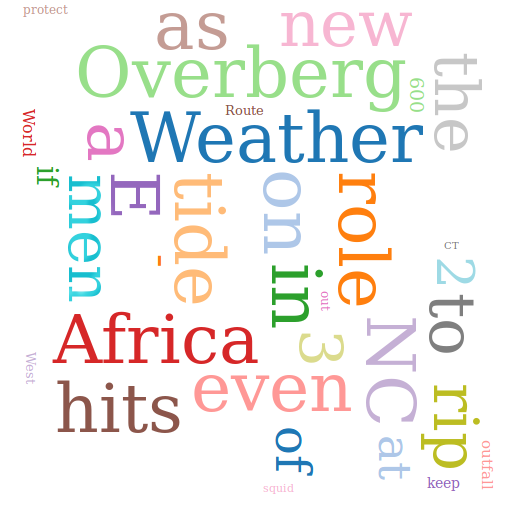 protect
as
new
Overberg
600
the
Route
World
a
Weather
if
men
E
tide
on
role
-
in
out
CT
2
to
Africa
3
NC
West
even
hits
rip
of
at
outfall
keep
squid